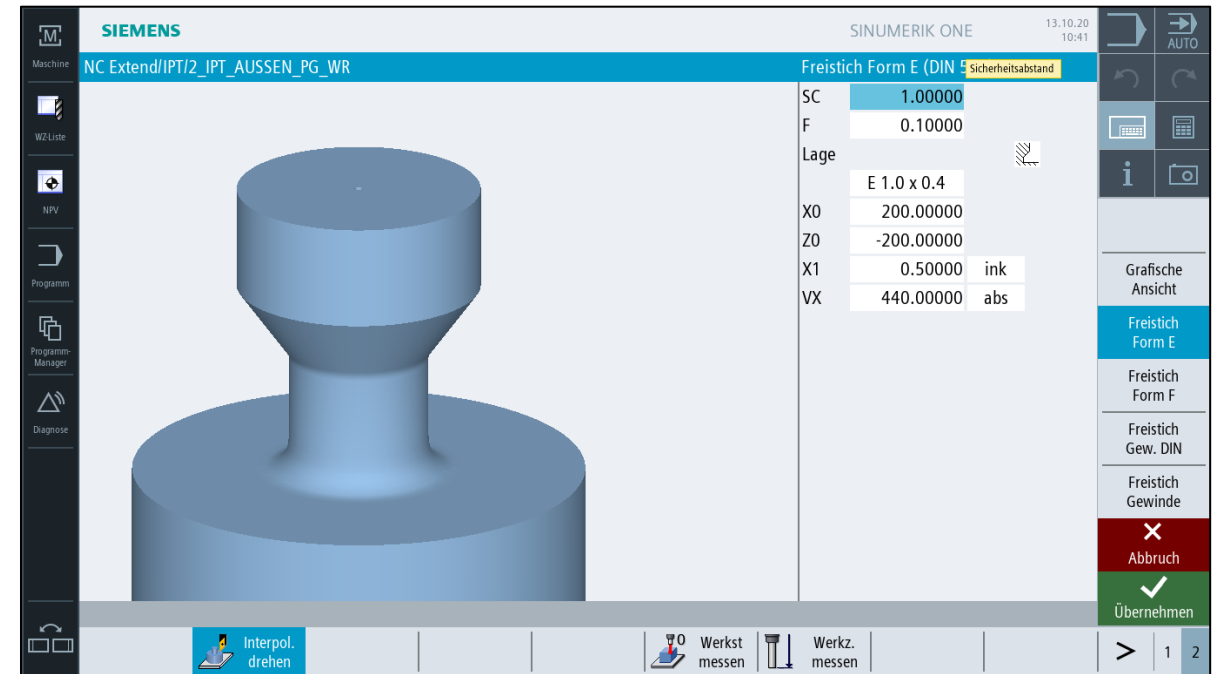 M
Maschine
SIEMENS
SINUMERIK ONE
13.10.20
10:41
AUTO
NC Extend/IPT/2_IPT_AUSSEN_PG_WR
Freistich Form E (DIN 5
Sicherheitsabstand
SC 1.00000
F 0.10000
Lage
E 1.0 x 0.4
X0 200.00000
Z0 -200.00000
X1 0.50000 ink
VX 440.00000 abs
WZ-Liste
NPV
Programm
Programm-
Manager
Diagnose
i
Grafische
Ansicht
Freistich
Form E
Freistich
Form F
Freistich
Gew. DIN
Freistich
Gewinde
Abbruch
Übernehmen
Interpol.
drehen
Werkst
messen
Werkz.
messen
> 1 2